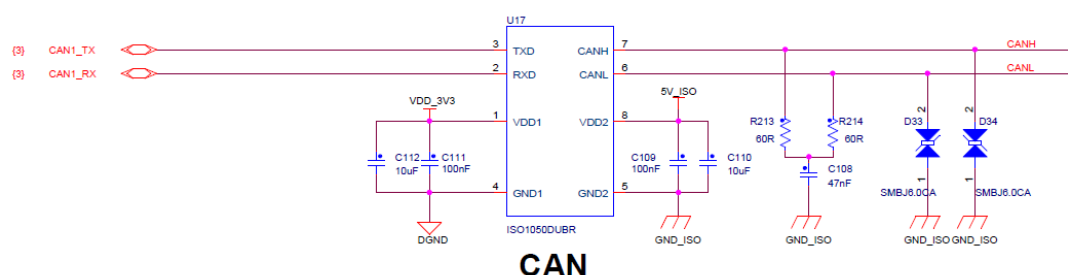 U17
{3} CAN1_TX 3 TXD CANH 7 CANH
{3} CAN1_RX 2 RXD CANL 6 CANL
VDD_3V3 5V_ISO
1 VDD1 VDD2 8
R213 60R R214 60R
2 D33 2 D34
C112 10uF C111 100nF C109 100nF C110 10uF
C108 47nF
4 GND1 GND2 5
1 1
SMBJ6.0CA SMBJ6.0CA
ISO1050DUBR
DGND GND_ISO GND_ISO GND_ISO GND_ISO
CAN